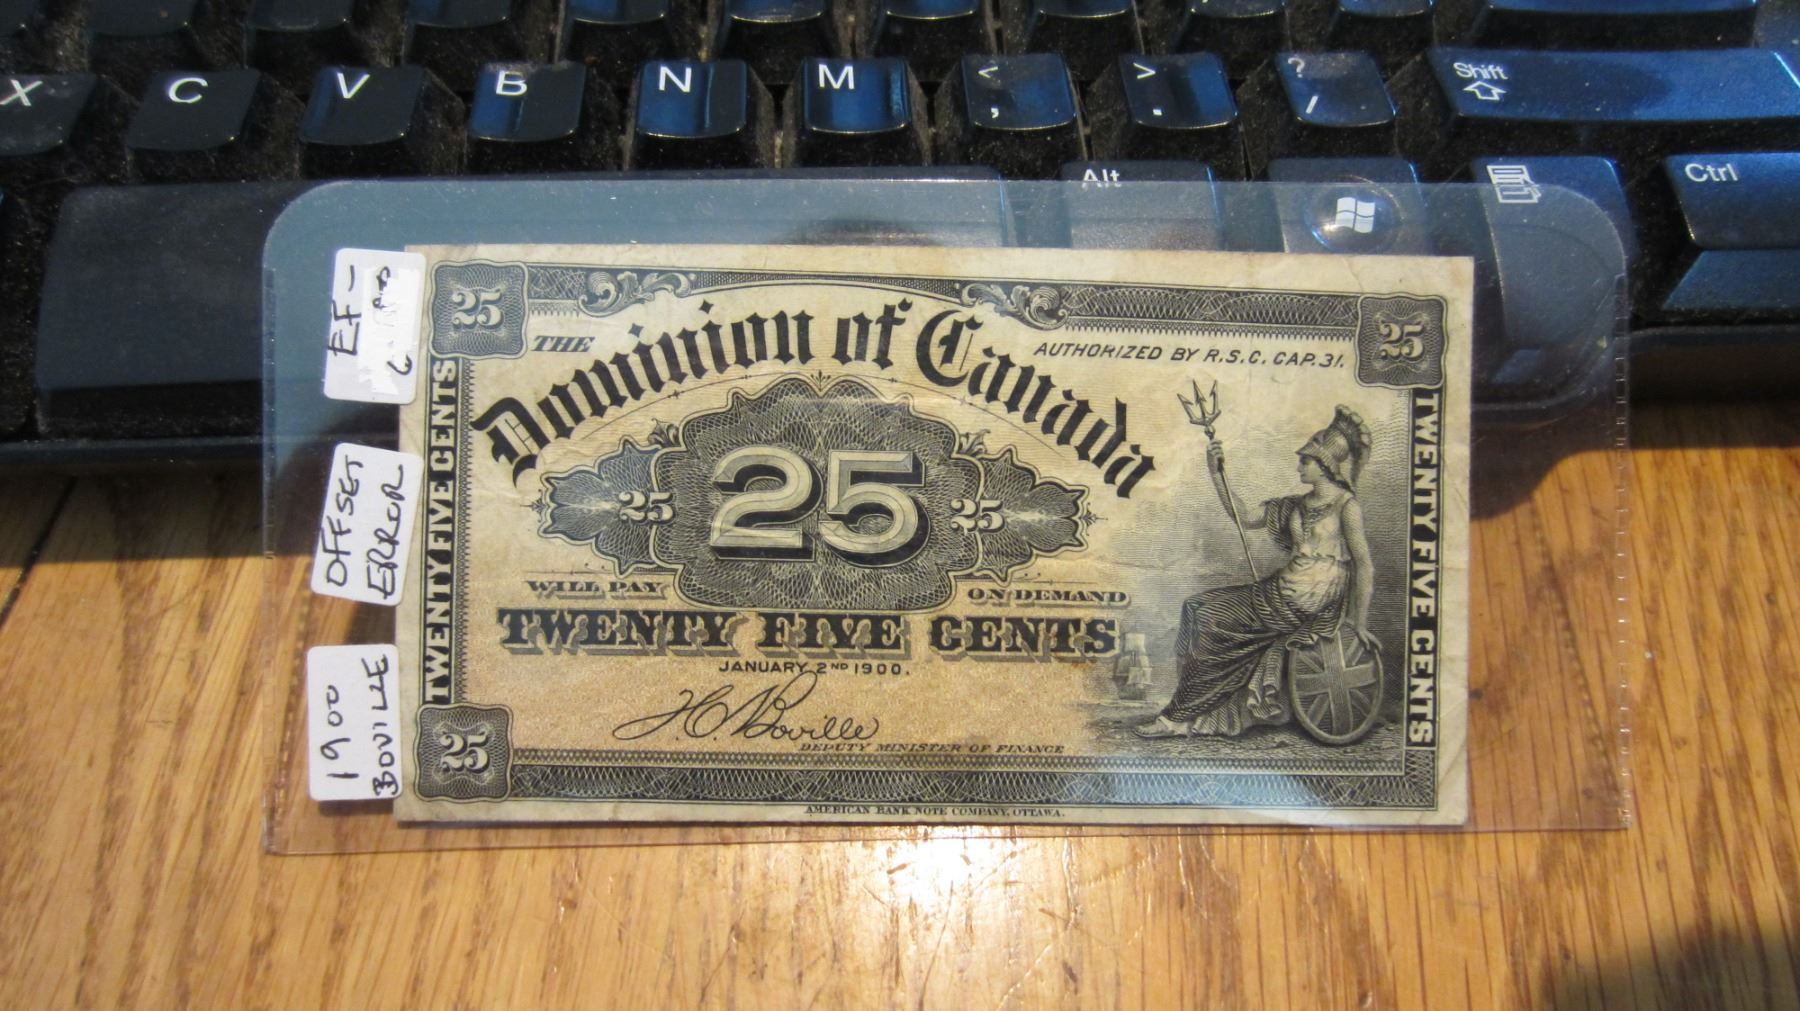 X C V B N M < , > . ? / Shift
Alt Ctrl
EF-
OFFSET
ERROR
1900
BOVILLE
25 25
THE Dominion of Canada
AUTHORIZED BY R.S.C. CAP.31.
TWENTY FIVE CENTS
25 25 25
TWENTY FIVE CENTS
WILL PAY ON DEMAND
TWENTY FIVE CENTS
JANUARY 2ND 1900.
H C Boville
DEPUTY MINISTER OF FINANCE
25
AMERICAN BANK NOTE COMPANY, OTTAWA.